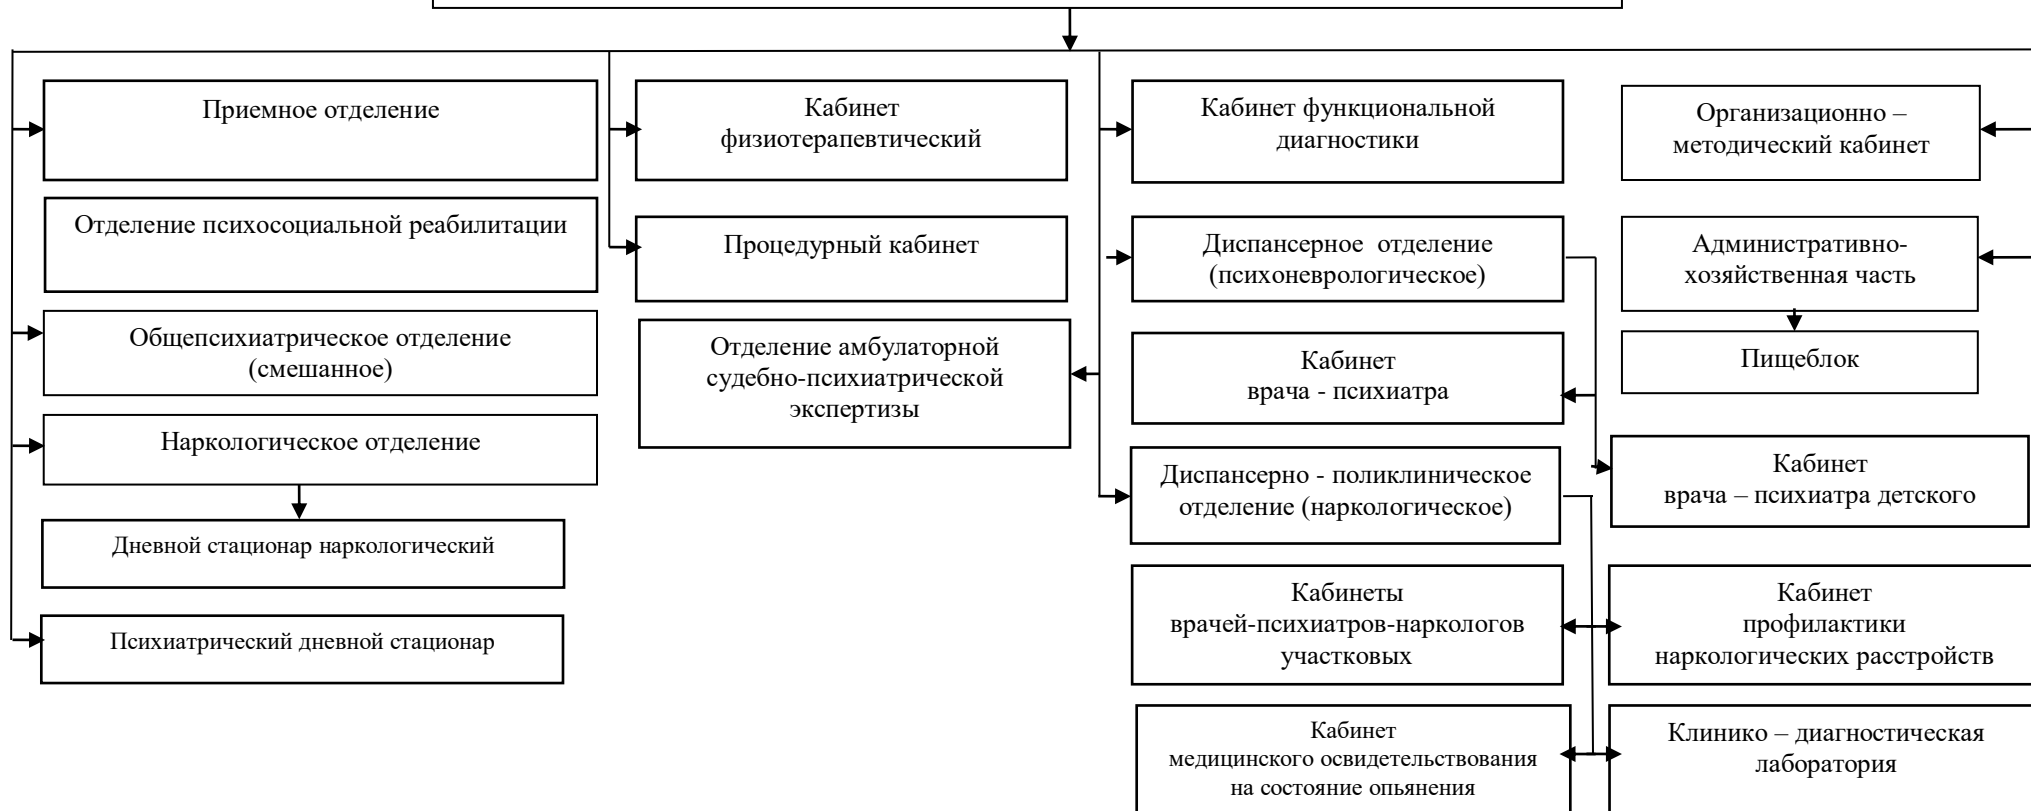 Приемное отделение
Отделение психосоциальной реабилитации
Общепсихиатрическое отделение
(смешанное)
Наркологическое отделение
Дневной стационар наркологический
Психиатрический дневной стационар
Кабинет
физиотерапевтический
Процедурный кабинет
Отделение амбулаторной
судебно-психиатрической
экспертизы
Кабинет функциональной
диагностики
Диспансерное отделение
(психоневрологическое)
Кабинет
врача - психиатра
Диспансерно - поликлиническое
отделение (наркологическое)
Кабинеты
врачей-психиатров-наркологов
участковых
Кабинет
медицинского освидетельствования
на состояние опьянения
Организационно –
методический кабинет
Административно-
хозяйственная часть
Пищеблок
Кабинет
врача – психиатра детского
Кабинет
профилактики
наркологических расстройств
Клинико – диагностическая
лаборатория